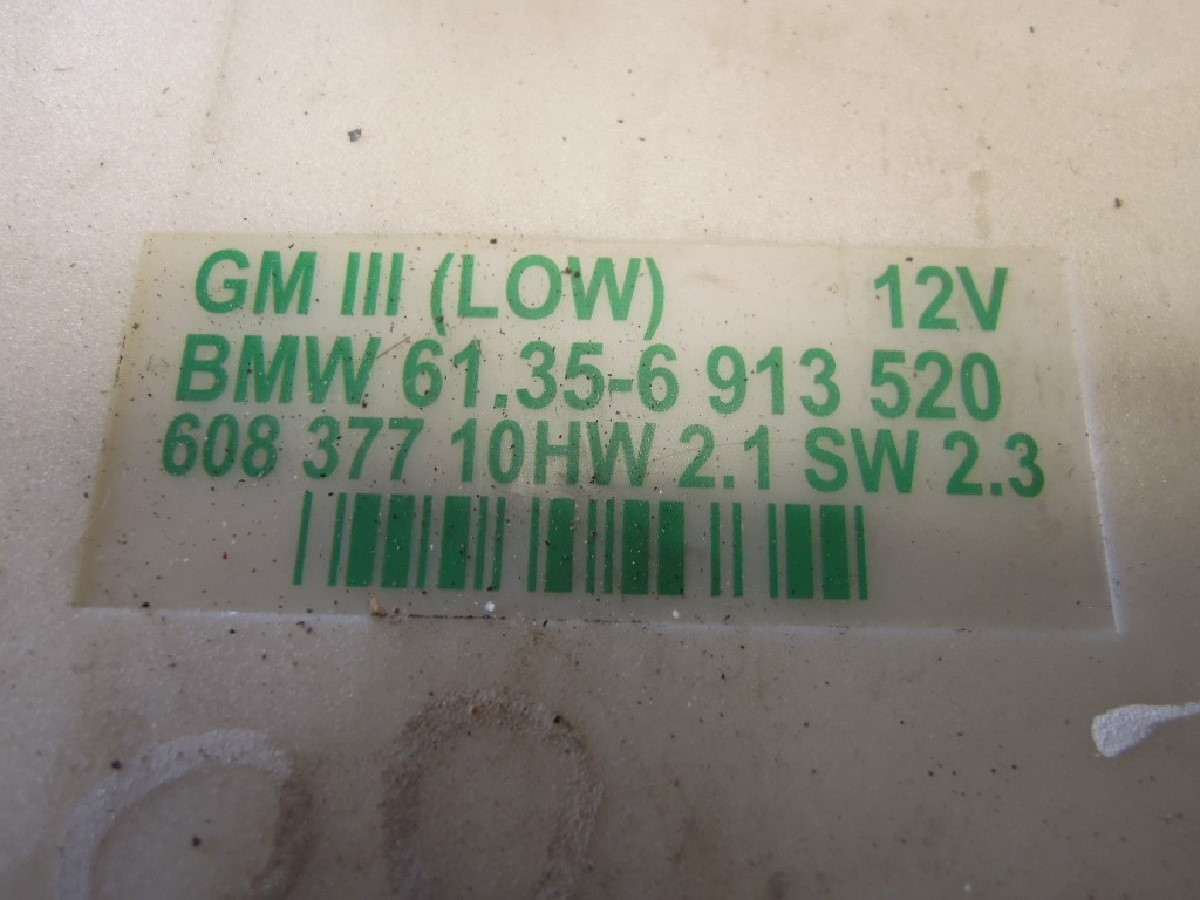 GM III (LOW) 12V
BMW 61.35-6 913 520
608 377 10HW 2.1 SW 2.3